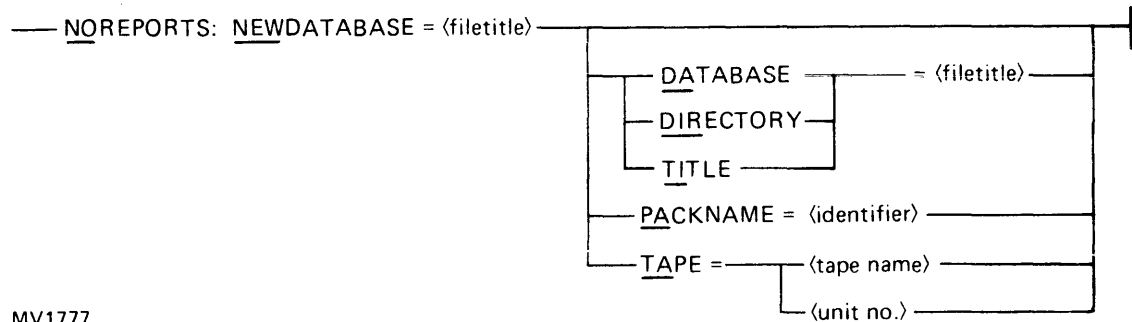 NOREPORTS: NEWDATABASE = ⟨filetitle⟩
DATABASE = ⟨filetitle⟩
DIRECTORY
TITLE
PACKNAME = ⟨identifier⟩
TAPE = ⟨tape name⟩
⟨unit no.⟩
MV1777